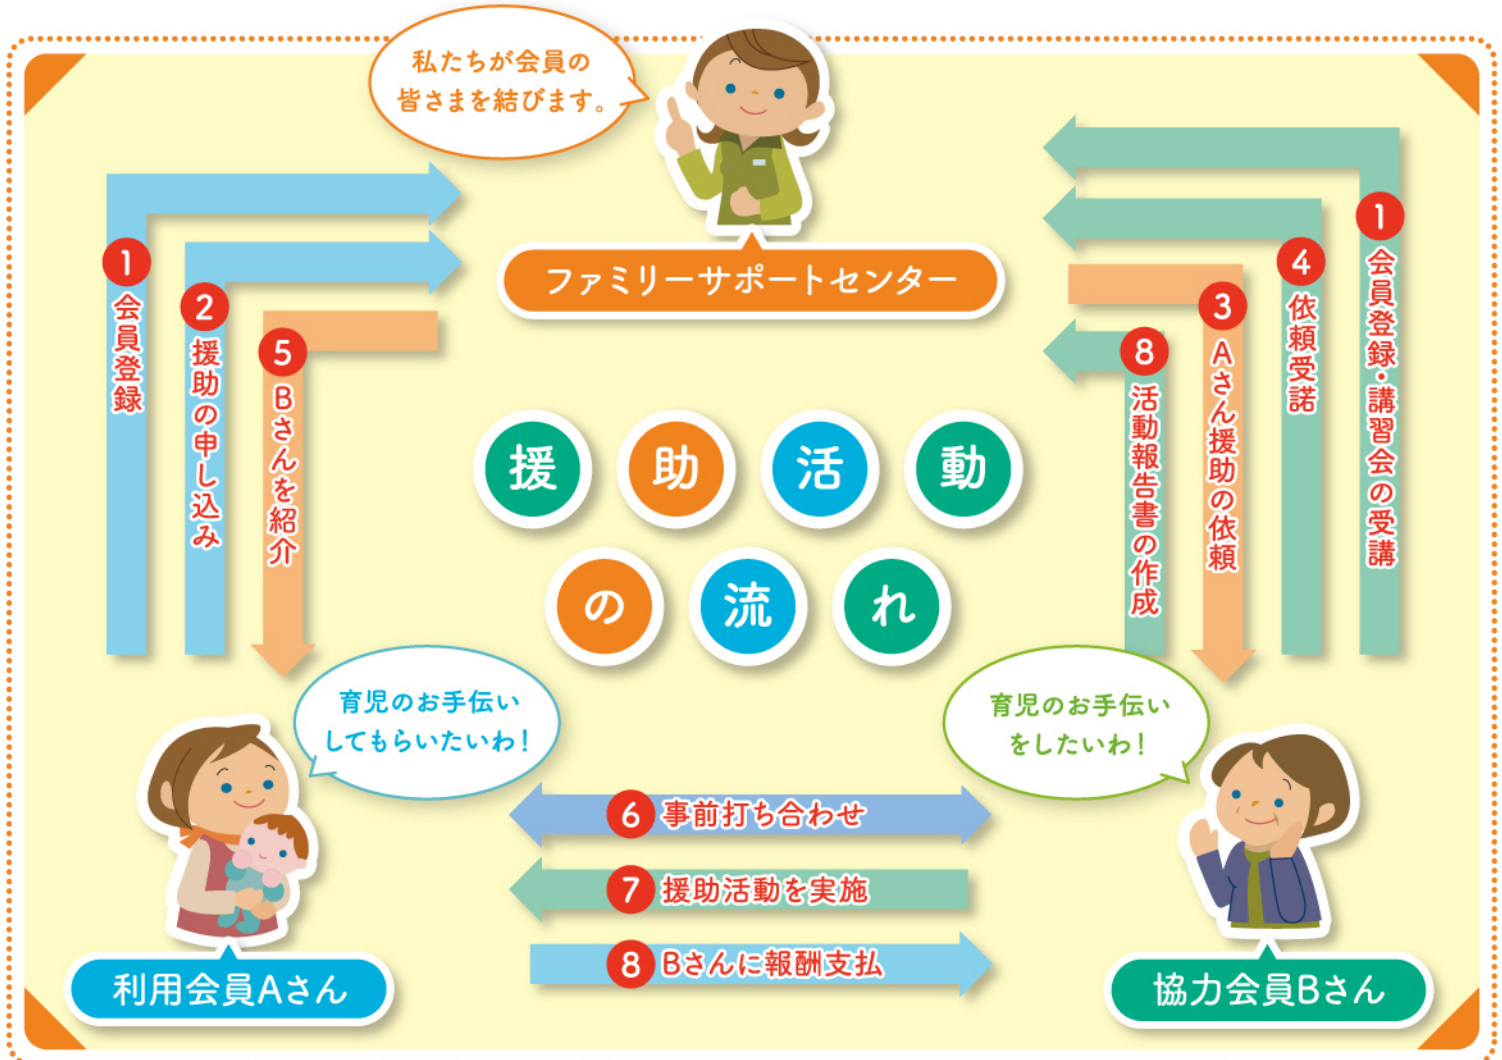 私たちが会員の
皆さまを結びます。
ファミリーサポートセンター
1 会員登録
2 援助の申し込み
5 Bさんを紹介
援助活動
の流れ
8 活動報告書の作成
3 Aさん援助の依頼
4 依頼受諾
1 会員登録・講習会の受講
育児のお手伝い
してもらいたいわ!
育児のお手伝い
をしたいわ!
6 事前打ち合わせ
7 援助活動を実施
8 Bさんに報酬支払
利用会員Aさん
協力会員Bさん